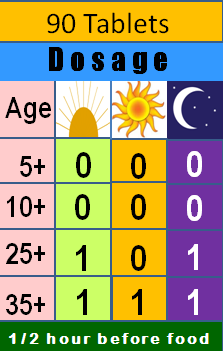 90 Tablets
Dosage
Age
5+ 0 0 0
10+ 0 0 0
25+ 1 0 1
35+ 1 1 1
1/2 hour before food